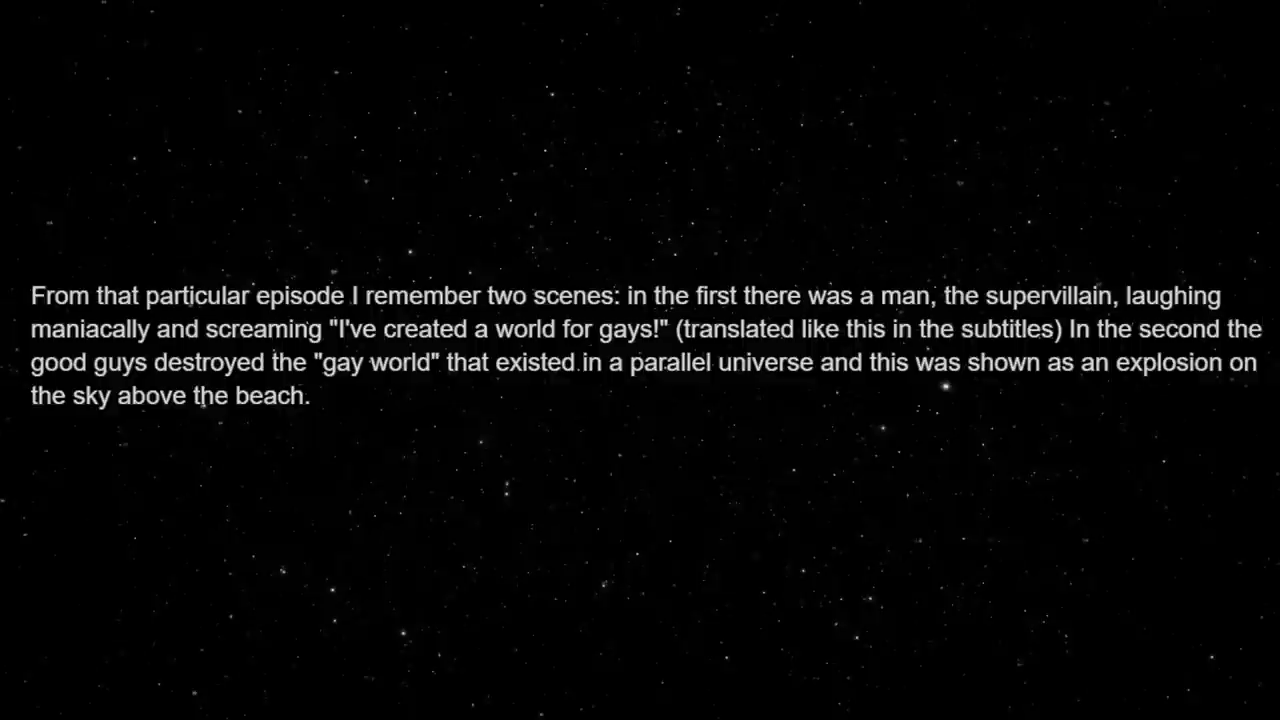 From that particular episode I remember two scenes: in the first there was a man, the supervillain, laughing
maniacally and screaming "I've created a world for gays!" (translated like this in the subtitles) In the second the
good guys destroyed the "gay world" that existed in a parallel universe and this was shown as an explosion on
the sky above the beach.